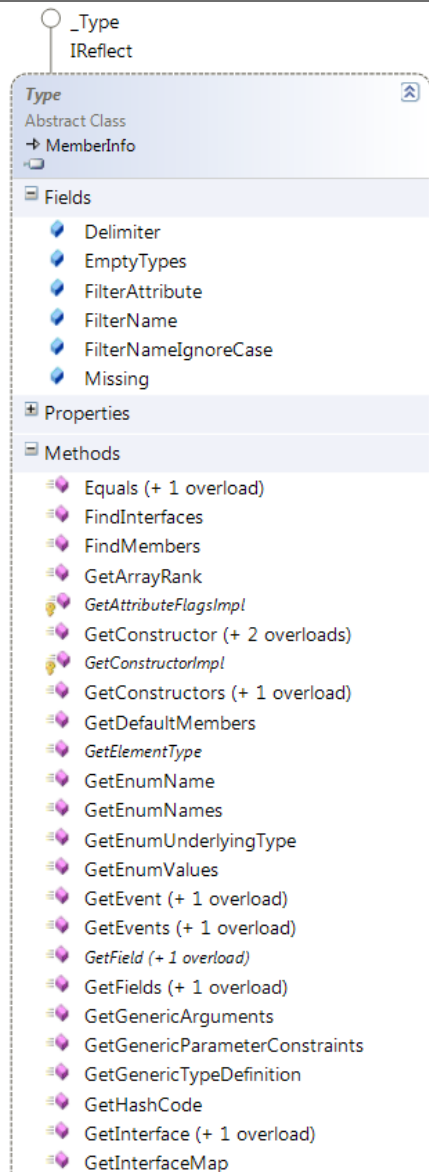 _Type
IReflect
Type
Abstract Class
MemberInfo
Fields
Delimiter
EmptyTypes
FilterAttribute
FilterName
FilterNameIgnoreCase
Missing
Properties
Methods
Equals (+ 1 overload)
FindInterfaces
FindMembers
GetArrayRank
GetAttributeFlagsImpl
GetConstructor (+ 2 overloads)
GetConstructorImpl
GetConstructors (+ 1 overload)
GetDefaultMembers
GetElementType
GetEnumName
GetEnumNames
GetEnumUnderlyingType
GetEnumValues
GetEvent (+ 1 overload)
GetEvents (+ 1 overload)
GetField (+ 1 overload)
GetFields (+ 1 overload)
GetGenericArguments
GetGenericParameterConstraints
GetGenericTypeDefinition
GetHashCode
GetInterface (+ 1 overload)
GetInterfaceMap